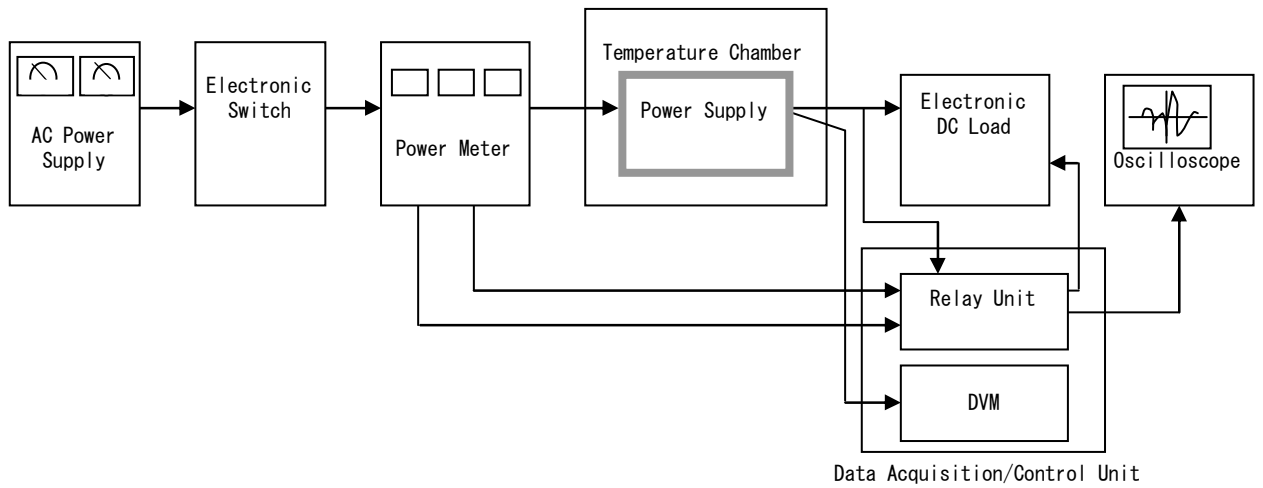 AC Power
Supply
Electronic
Switch
Power Meter
Temperature Chamber
Power Supply
Electronic
DC Load
Oscilloscope
Relay Unit
DVM
Data Acquisition/Control Unit